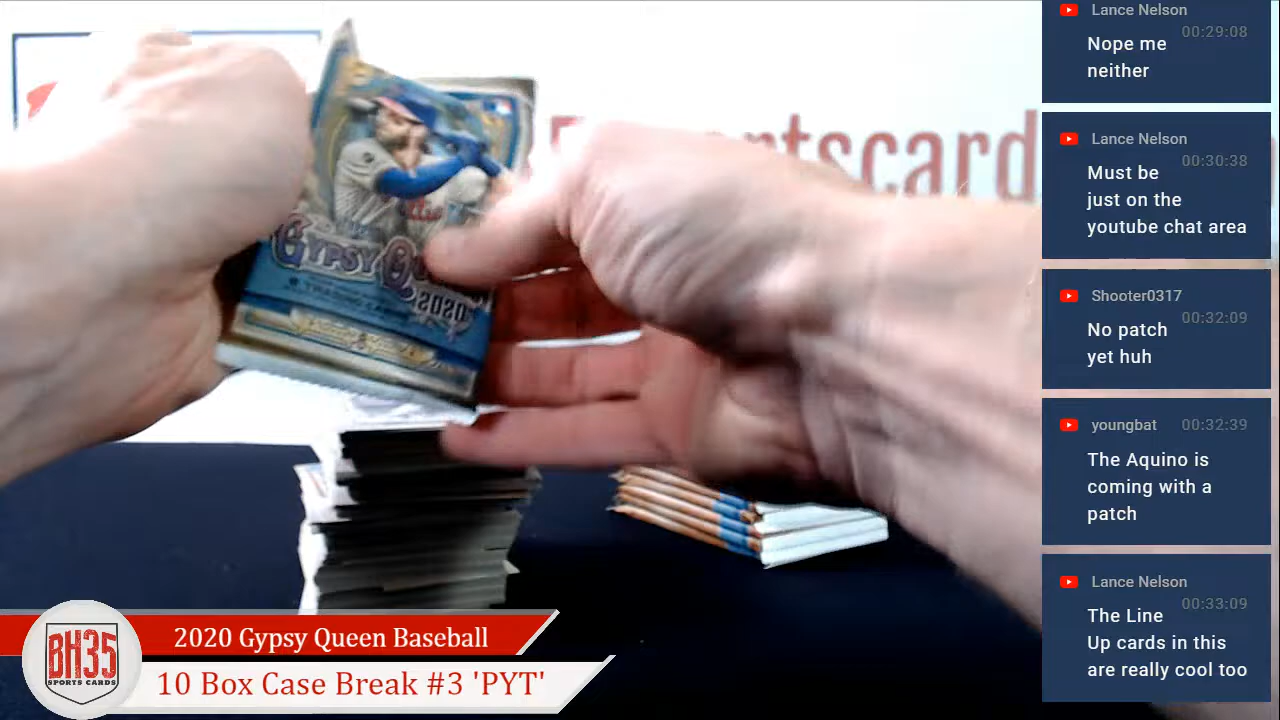 Lance Nelson
00:29:08
Nope me
neither
Lance Nelson
00:30:38
Must be
just on the
youtube chat area
Shooter0317
00:32:09
No patch
yet huh
youngbat 00:32:39
The Aquino is
coming with a
patch
Lance Nelson
00:33:09
The Line
Up cards in this
are really cool too
GYPSY QUEEN
2020
BH35
SPORTS CARDS
2020 Gypsy Queen Baseball
10 Box Case Break #3 'PYT'